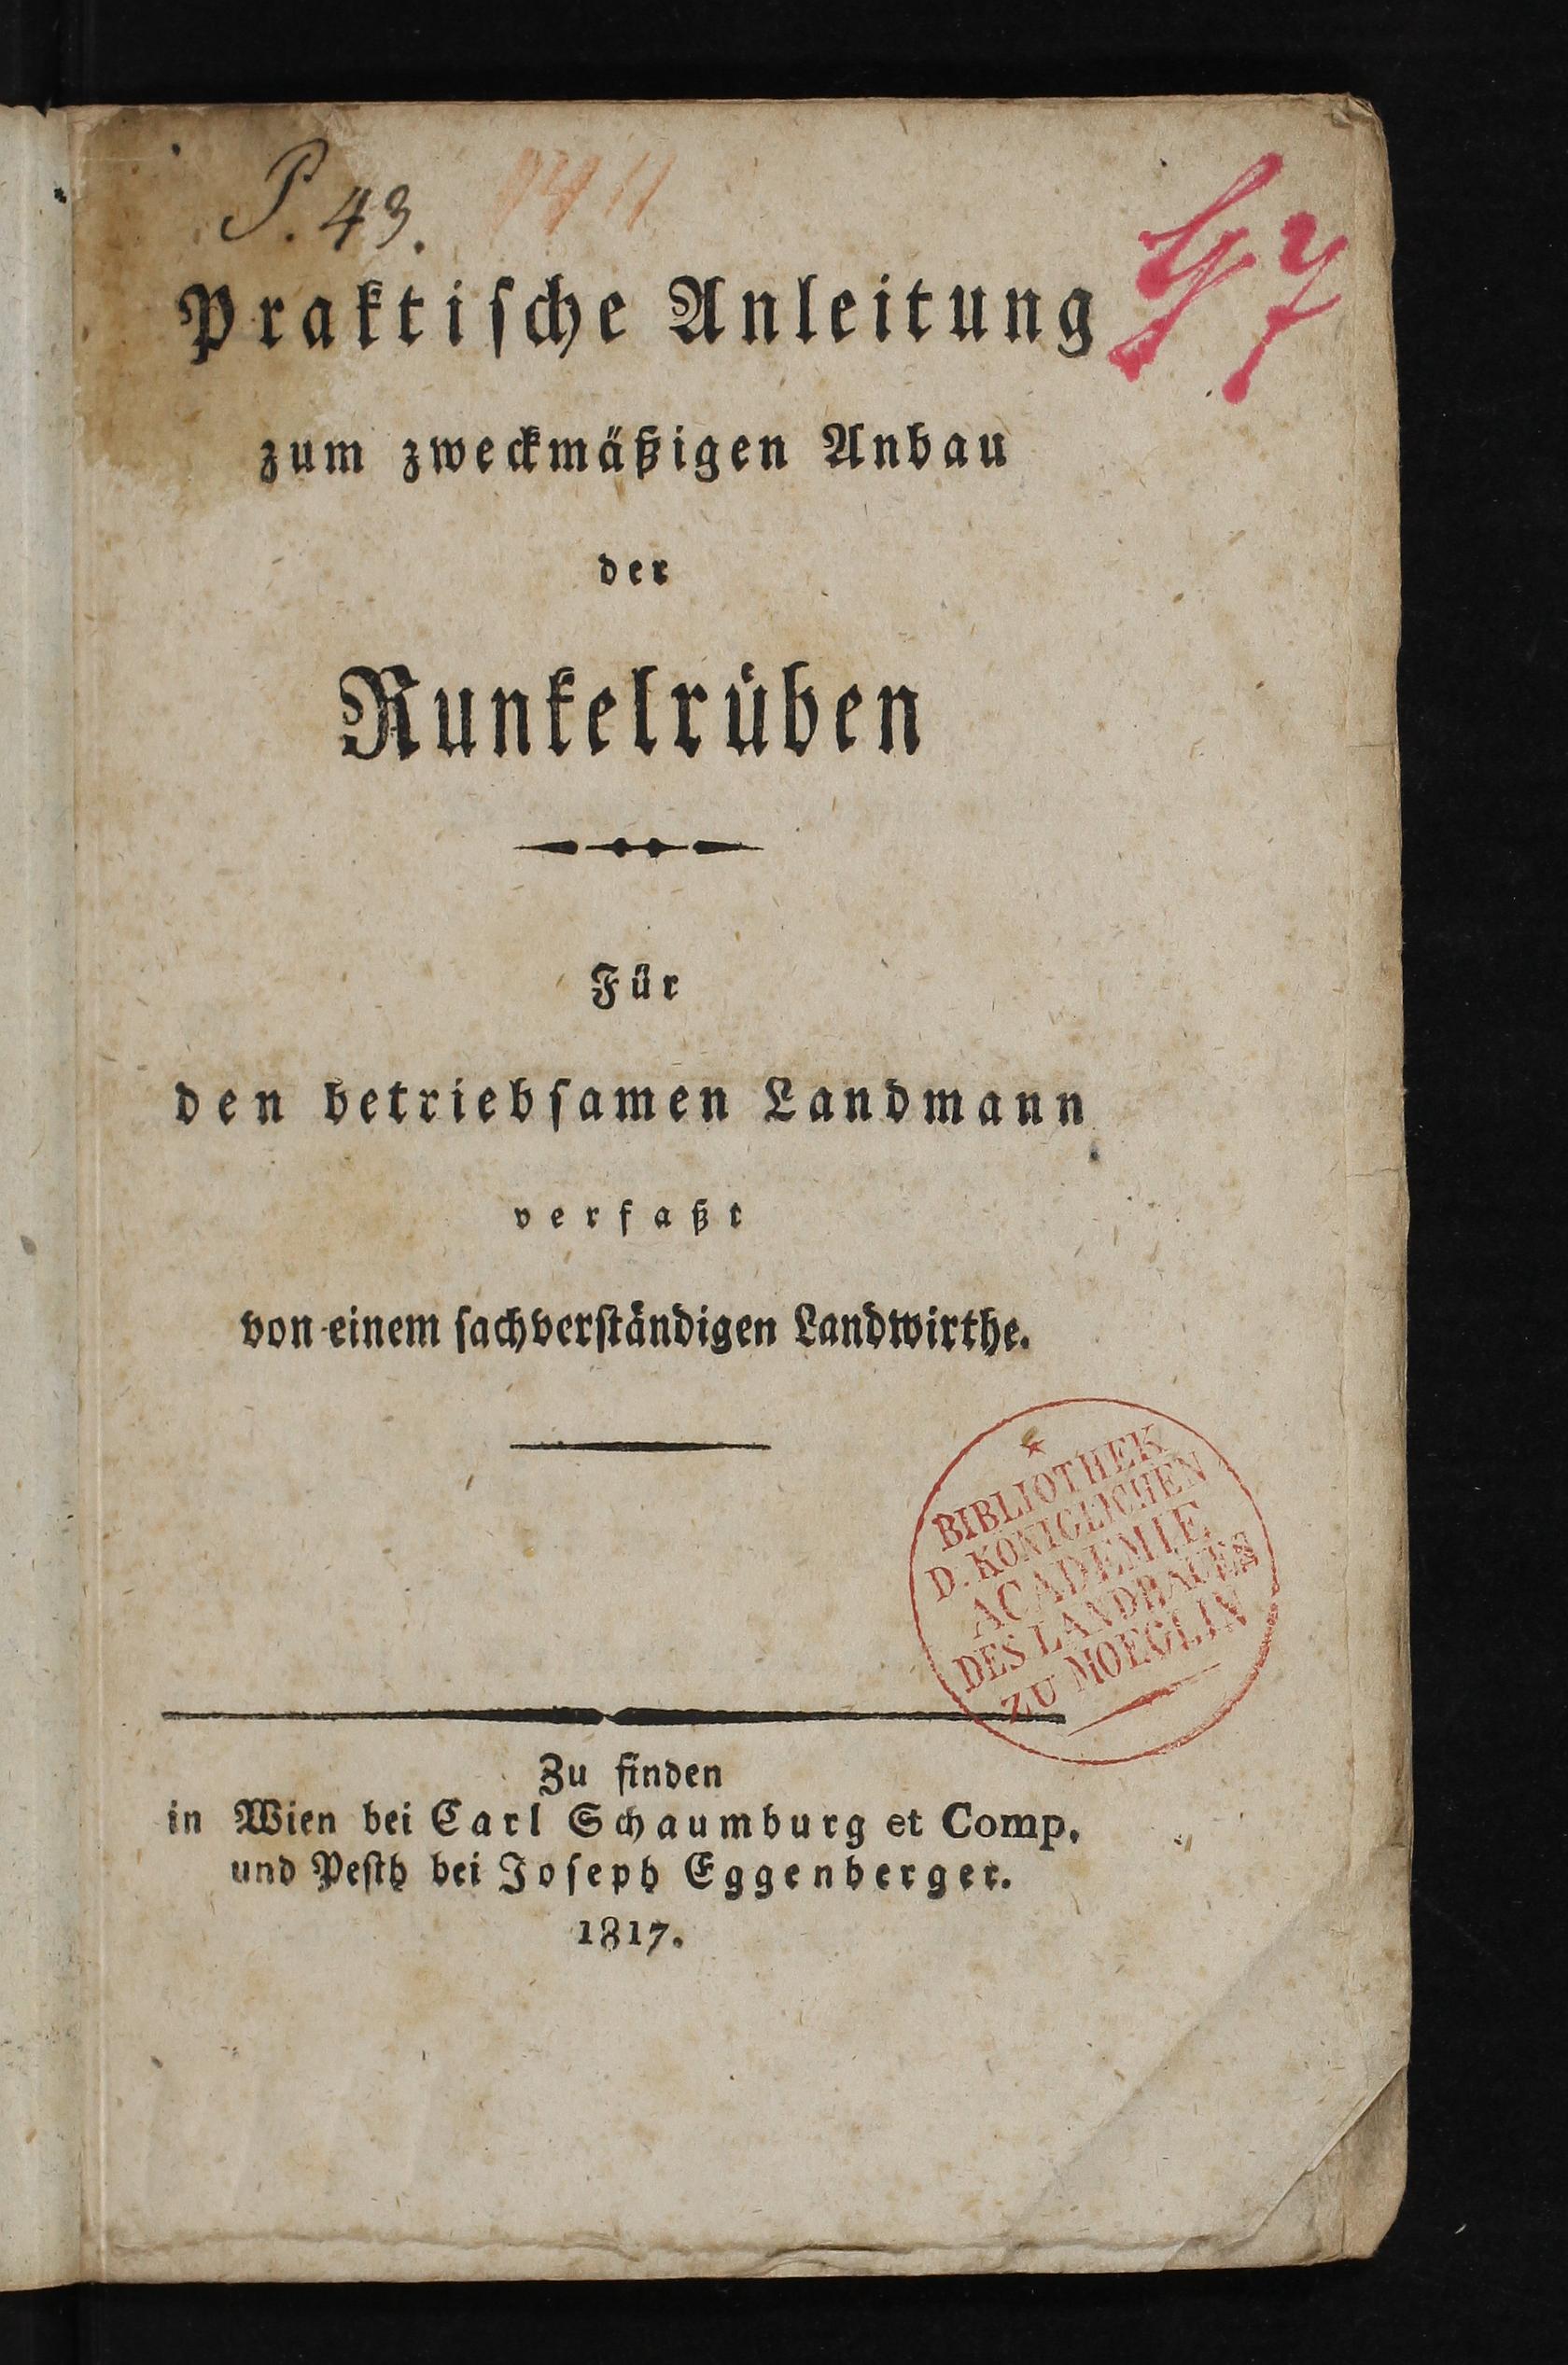 P. 43.
Praktische Anleitung
zum zweckmäßigen Anbau
der
Runkelrüben
Für
den betriebsamen Landmann
verfaßt
von einem sachverständigen Landwirthe.
BIBLIOTHEK
D. KÖNIGLICHEN
ACADEMIE
DES LANDBAUES
ZU MOEGLIN
Zu finden
in Wien bei Carl Schaumburg et Comp.
und Pesth bei Joseph Eggenberger.
1817.